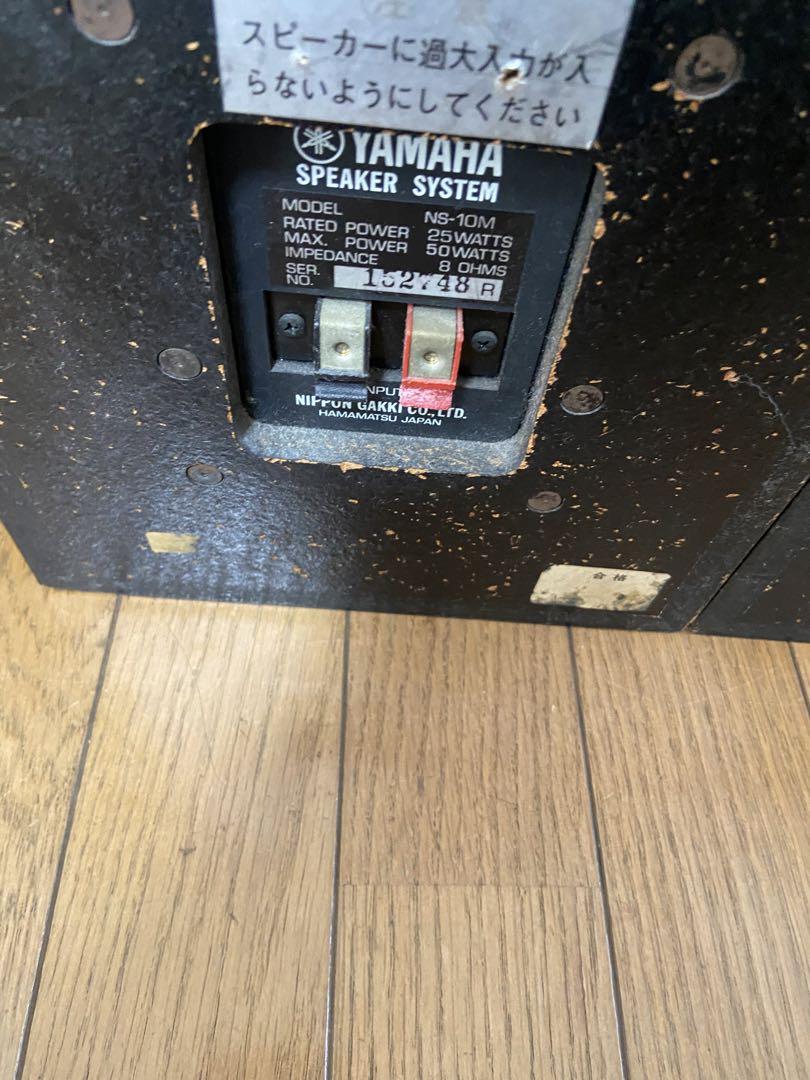 スピーカーに過大入力が入
らないようにしてください
YAMAHA
SPEAKER SYSTEM
MODEL NS-10M
RATED POWER 25WATTS
MAX. POWER 50WATTS
IMPEDANCE 8 OHMS
SER. NO. 152748 R
INPUT
NIPPON GAKKI CO., LTD.
HAMAMATSU JAPAN
合格